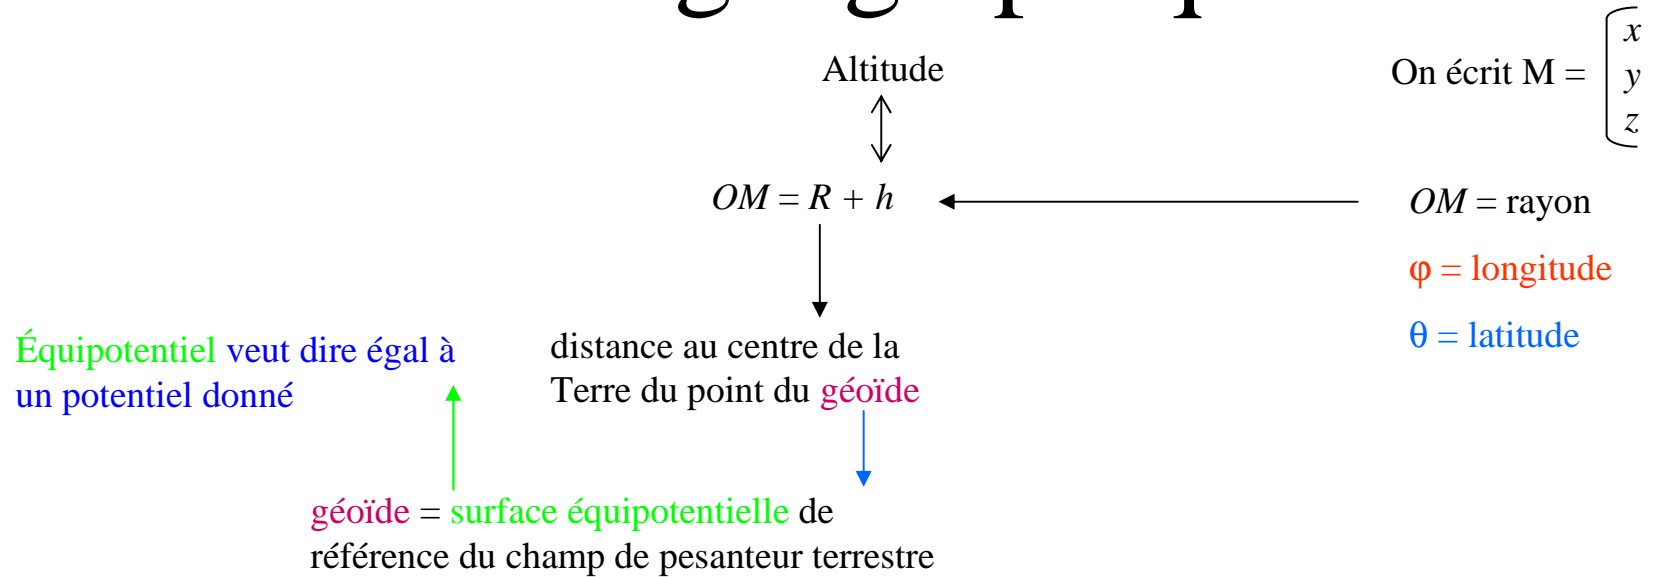 Altitude
On écrit M =
x
y
z
OM = R + h
OM = rayon
φ = longitude
θ = latitude
Équipotentiel veut dire égal à
un potentiel donné
distance au centre de la
Terre du point du géoïde
géoïde = surface équipotentielle de
référence du champ de pesanteur terrestre